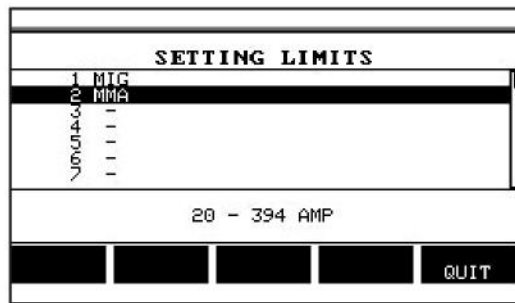 SETTING LIMITS
1 MIG
2 MMA
3 -
4 -
5 -
6 -
7 -
20 - 394 AMP
QUIT